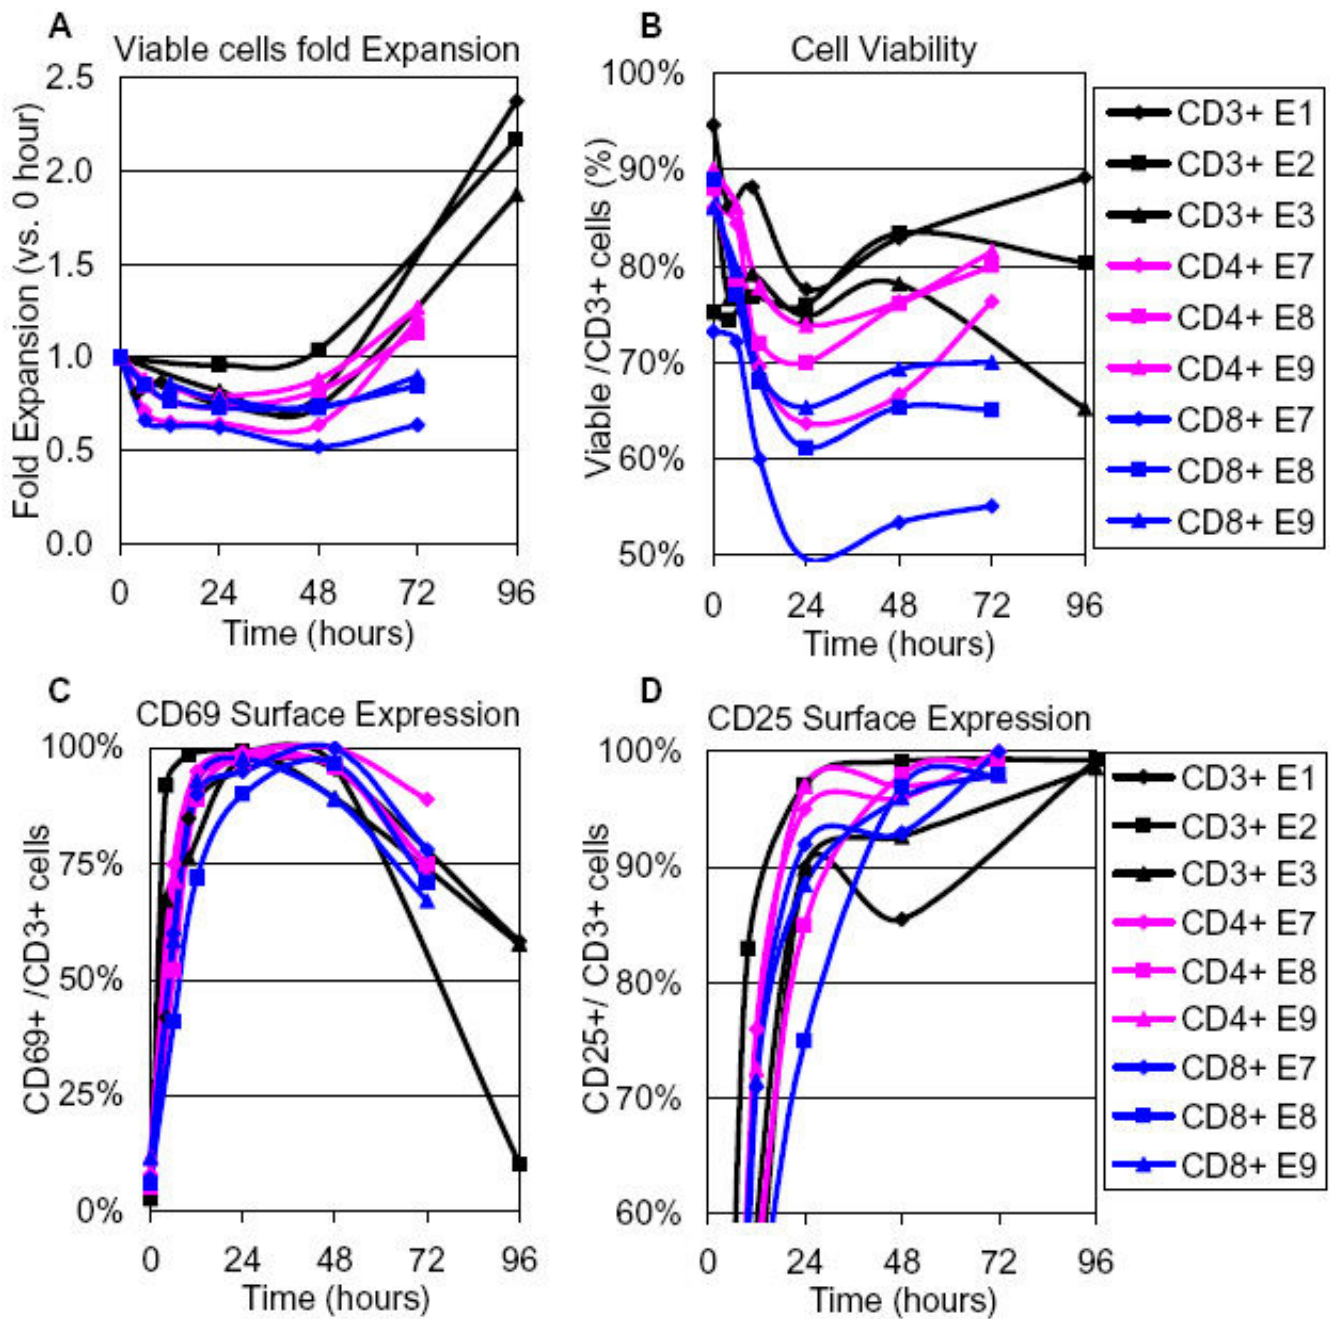 A
Viable cells fold Expansion
Fold Expansion (vs. 0 hour)
2.5
2.0
1.5
1.0
0.5
0.0
0 24 48 72 96
Time (hours)
B
Cell Viability
Viable /CD3+ cells (%)
100%
90%
80%
70%
60%
50%
0 24 48 72 96
Time (hours)
CD3+ E1
CD3+ E2
CD3+ E3
CD4+ E7
CD4+ E8
CD4+ E9
CD8+ E7
CD8+ E8
CD8+ E9
C
CD69 Surface Expression
CD69+ /CD3+ cells
100%
75%
50%
25%
0%
0 24 48 72 96
Time (hours)
D
CD25 Surface Expression
CD25+/ CD3+ cells
100%
90%
80%
70%
60%
0 24 48 72 96
Time (hours)
CD3+ E1
CD3+ E2
CD3+ E3
CD4+ E7
CD4+ E8
CD4+ E9
CD8+ E7
CD8+ E8
CD8+ E9